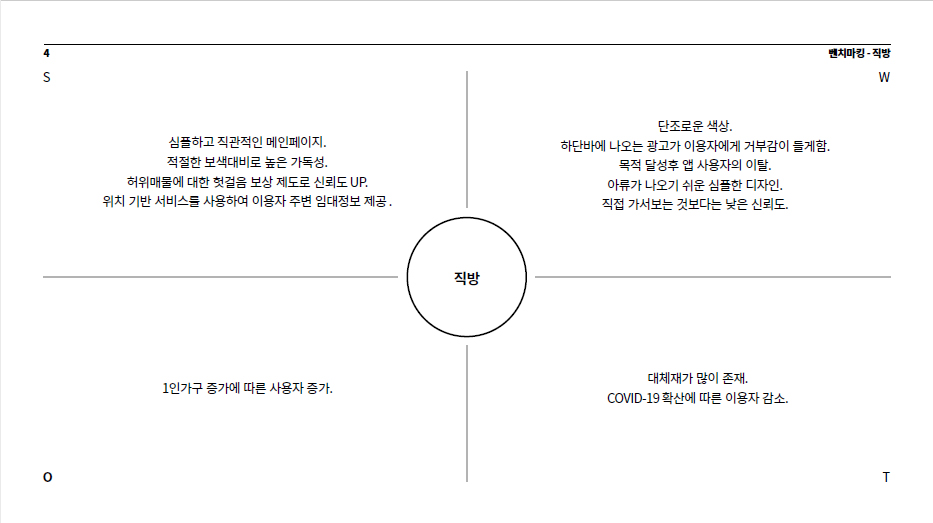 4
벤치마킹 - 직방
S
W
심플하고 직관적인 메인페이지.
적절한 보색대비로 높은 가독성.
허위매물에 대한 헛걸음 보상 제도로 신뢰도 UP.
위치 기반 서비스를 사용하여 이용자 주변 임대정보 제공.
단조로운 색상.
하단바에 나오는 광고가 이용자에게 거부감이 들게함.
목적 달성후 앱 사용자의 이탈.
아류가 나오기 쉬운 심플한 디자인.
직접 가서보는 것보다는 낮은 신뢰도.
직방
1인가구 증가에 따른 사용자 증가.
대체재가 많이 존재.
COVID-19 확산에 따른 이용자 감소.
O
T